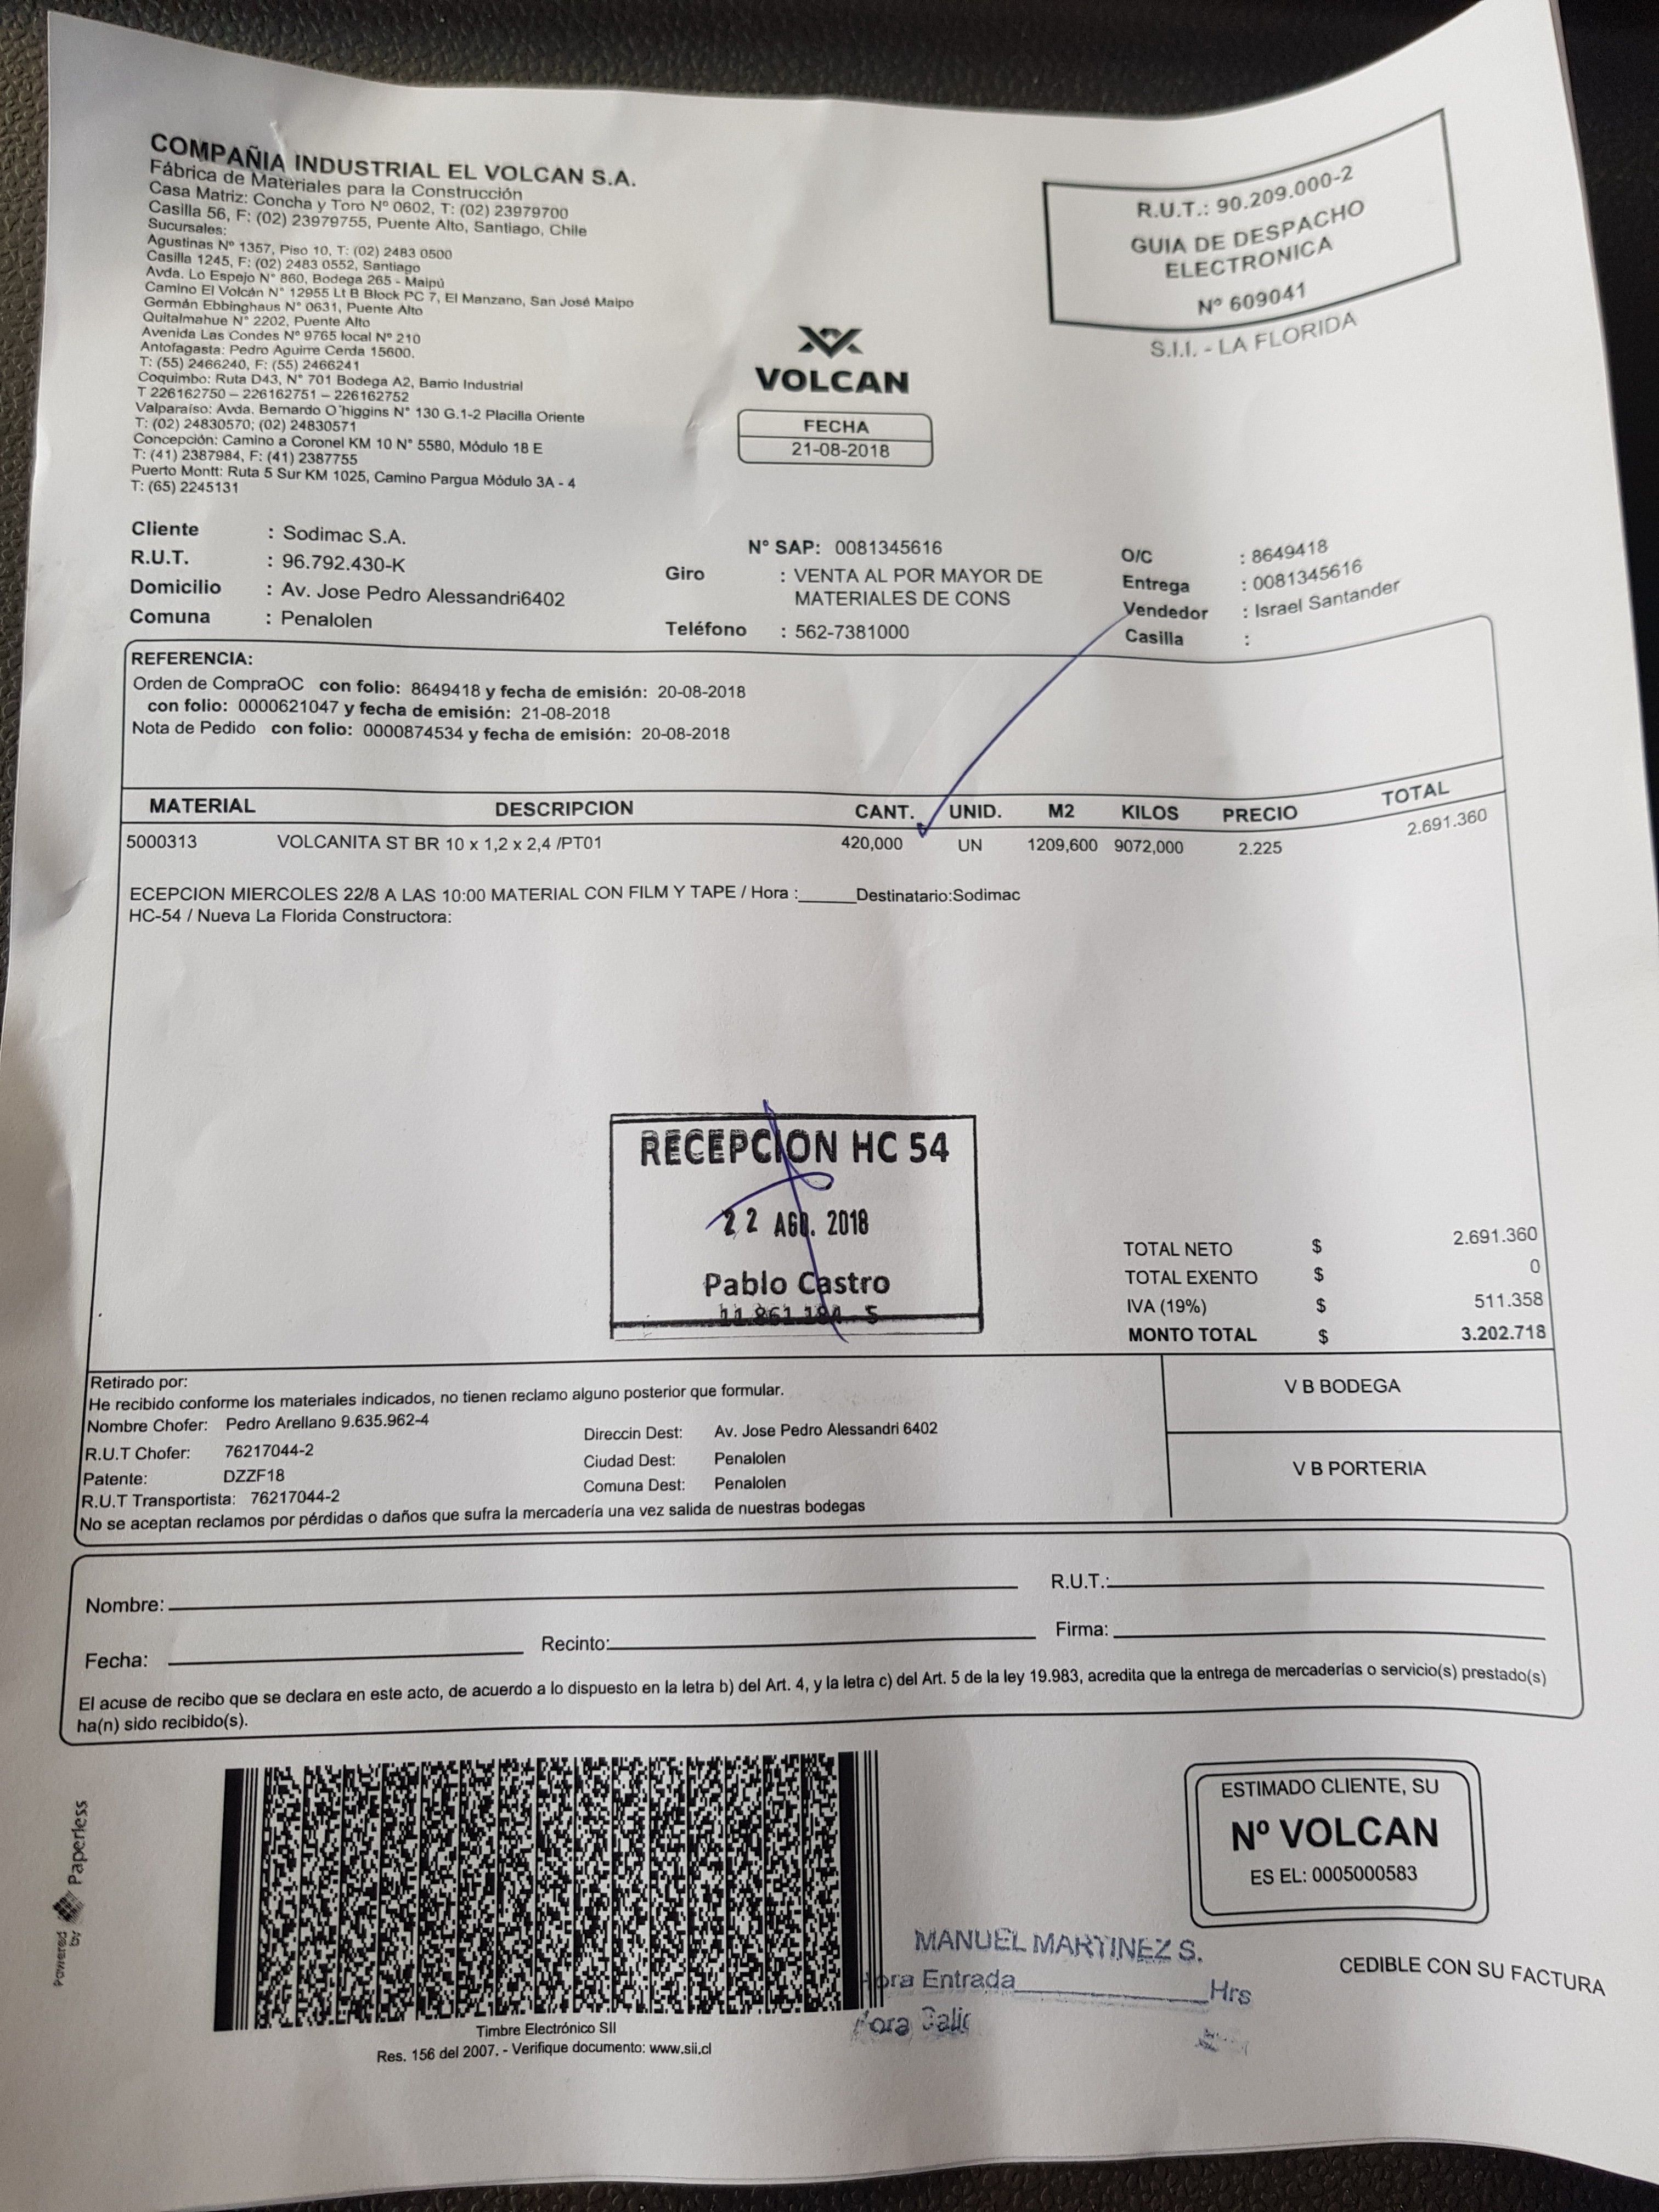 COMPAÑIA INDUSTRIAL EL VOLCAN S.A.
Fábrica de Materiales para la Construcción
Casa Matriz: Concha y Toro Nº 0602, T: (02) 23979700
Casilla 56, F: (02) 23979755, Puente Alto, Santiago, Chile
Sucursales:
Agustinas Nº 1357, Piso 10, T: (02) 2483 0500
Casilla 1245, F: (02) 2483 0552, Santiago
Avda. Lo Espejo N° 860, Bodega 265 - Maipú
Camino El Volcán N° 12955 Lt B Block PC 7, El Manzano, San José Maipo
Germán Ebbinghaus N° 0631, Puente Alto
Quitalmahue N° 2202, Puente Alto
Avenida Las Condes Nº 9765 local Nº 210
Antofagasta: Pedro Aguirre Cerda 15600.
T: (55) 2466240, F: (55) 2466241
Coquimbo: Ruta D43, N° 701 Bodega A2, Barrio Industrial
T 226162750 – 226162751 – 226162752
Valparaíso: Avda. Bernardo O´higgins N° 130 G.1-2 Placilla Oriente
T: (02) 24830570; (02) 24830571
Concepción: Camino a Coronel KM 10 N° 5580, Módulo 18 E
T: (41) 2387984, F: (41) 2387755
Puerto Montt: Ruta 5 Sur KM 1025, Camino Pargua Módulo 3A - 4
T: (65) 2245131
VOLCAN
FECHA
21-08-2018
R.U.T.: 90.209.000-2
GUIA DE DESPACHO
ELECTRONICA
Nº 609041
S.I.I. - LA FLORIDA
Cliente : Sodimac S.A.
R.U.T. : 96.792.430-K
Domicilio : Av. Jose Pedro Alessandri6402
Comuna : Penalolen
N° SAP: 0081345616
Giro : VENTA AL POR MAYOR DE
MATERIALES DE CONS
Teléfono : 562-7381000
O/C : 8649418
Entrega : 0081345616
Vendedor : Israel Santander
Casilla :
REFERENCIA:
Orden de CompraOC con folio: 8649418 y fecha de emisión: 20-08-2018
con folio: 0000621047 y fecha de emisión: 21-08-2018
Nota de Pedido con folio: 0000874534 y fecha de emisión: 20-08-2018
MATERIAL DESCRIPCION CANT. UNID. M2 KILOS PRECIO TOTAL
5000313 VOLCANITA ST BR 10 x 1,2 x 2,4 /PT01 420,000 UN 1209,600 9072,000 2.225 2.691.360
ECEPCION MIERCOLES 22/8 A LAS 10:00 MATERIAL CON FILM Y TAPE / Hora :______Destinatario:Sodimac
HC-54 / Nueva La Florida Constructora:
RECEPCION HC 54
22 AGO. 2018
Pablo Castro
TOTAL NETO $ 2.691.360
TOTAL EXENTO $ 0
IVA (19%) $ 511.358
MONTO TOTAL $ 3.202.718
Retirado por:
He recibido conforme los materiales indicados, no tienen reclamo alguno posterior que formular.
Nombre Chofer: Pedro Arellano 9.635.962-4
R.U.T Chofer: 76217044-2
Patente: DZZF18
R.U.T Transportista: 76217044-2
Direccin Dest: Av. Jose Pedro Alessandri 6402
Ciudad Dest: Penalolen
Comuna Dest: Penalolen
No se aceptan reclamos por pérdidas o daños que sufra la mercadería una vez salida de nuestras bodegas
V B BODEGA
V B PORTERIA
Nombre: R.U.T.:
Fecha: Recinto: Firma:
El acuse de recibo que se declara en este acto, de acuerdo a lo dispuesto en la letra b) del Art. 4, y la letra c) del Art. 5 de la ley 19.983, acredita que la entrega de mercaderías o servicio(s) prestado(s)
ha(n) sido recibido(s).
Powered by Paperless
Timbre Electrónico SII
Res. 156 del 2007. - Verifique documento: www.sii.cl
ESTIMADO CLIENTE, SU
Nº VOLCAN
ES EL: 0005000583
CEDIBLE CON SU FACTURA
MANUEL MARTINEZ S.
Hora Entrada Hrs